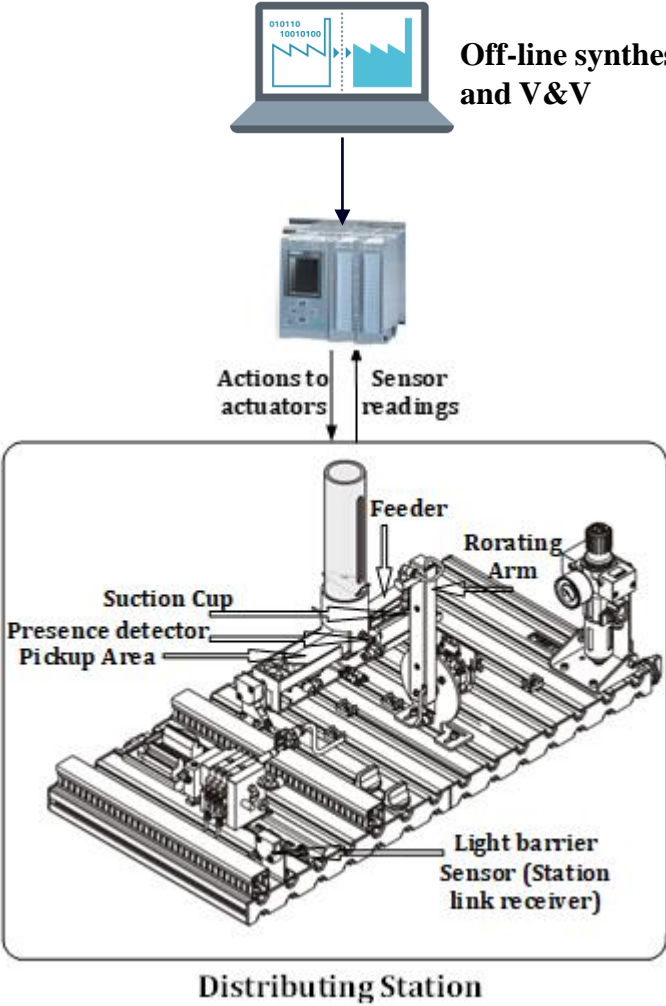 010110
10010100
Off-line synthes
and V&V
Actions to
actuators
Sensor
readings
Feeder
Rorating
Arm
Suction Cup
Presence detector
Pickup Area
Light barrier
Sensor (Station
link receiver)
Distributing Station